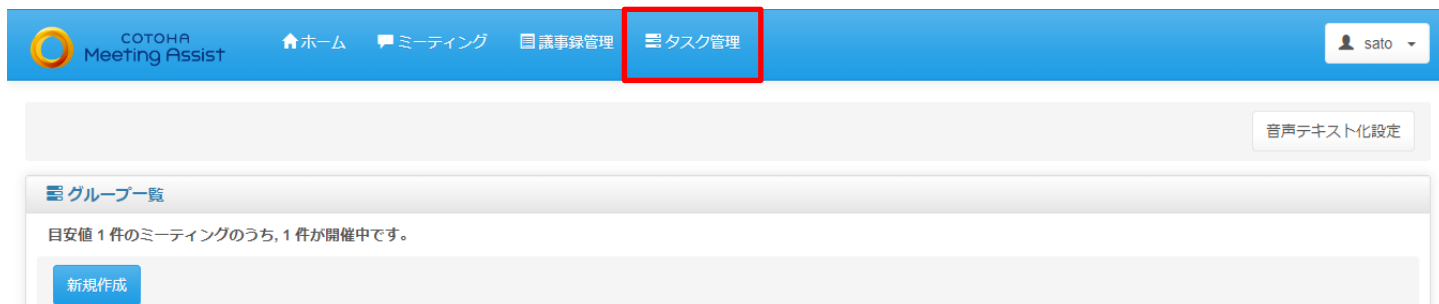 COTOHA
Meeting Assist
ホーム ミーティング 議事録管理 タスク管理 sato
音声テキスト化設定
グループ一覧
目安値 1 件のミーティングのうち, 1 件が開催中です。
新規作成